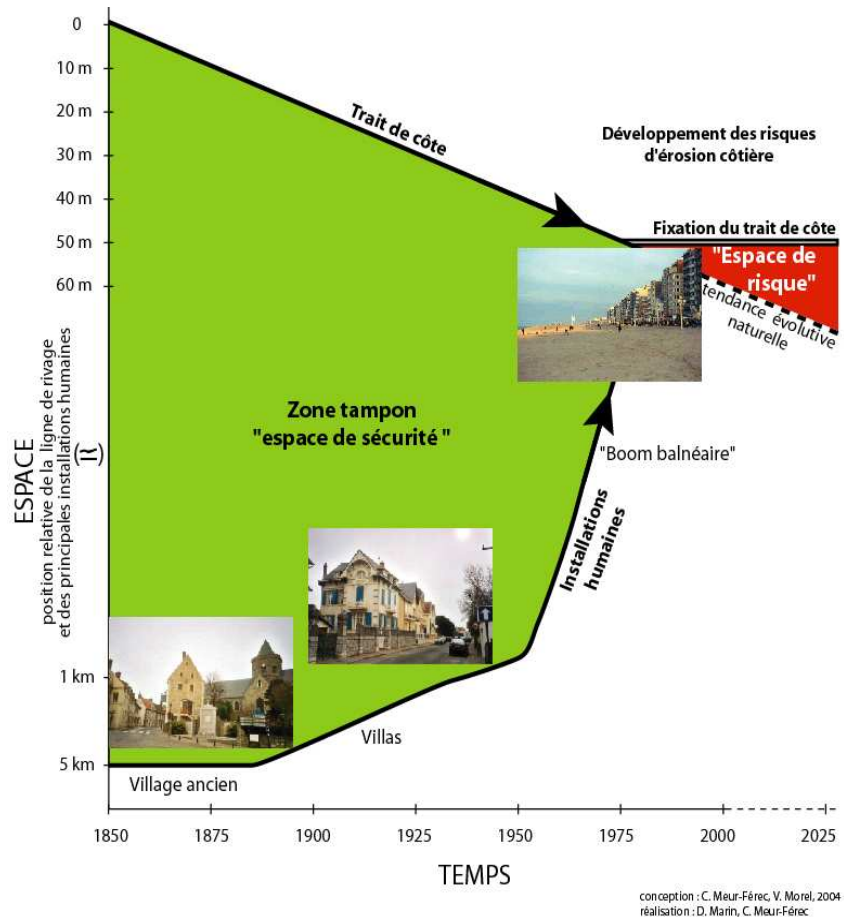 0
10 m
20 m
30 m
40 m
50 m
60 m
1 km
5 km
ESPACE
position relative de la ligne de rivage
et des principales installations humaines
(≃)
Trait de côte
Développement des risques
d'érosion côtière
Fixation du trait de côte
"Espace de
risque"
tendance évolutive
naturelle
Zone tampon
"espace de sécurité "
"Boom balnéaire"
Installations
humaines
Villas
Village ancien
1850
1875
1900
1925
1950
1975
2000
2025
TEMPS
conception : C. Meur-Férec, V. Morel, 2004
réalisation : D. Marin, C. Meur-Férec